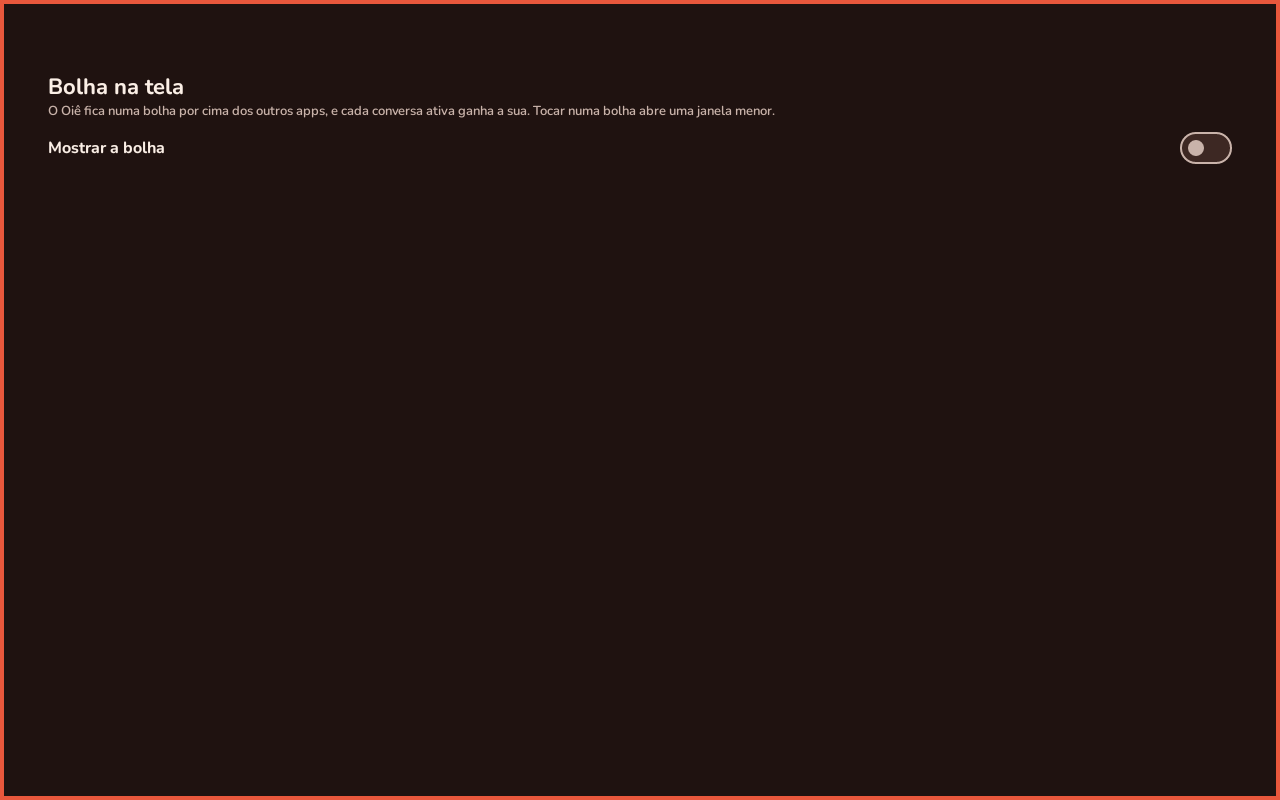 Bolha na tela
O Oiê fica numa bolha por cima dos outros apps, e cada conversa ativa ganha a sua. Tocar numa bolha abre uma janela menor.
Mostrar a bolha